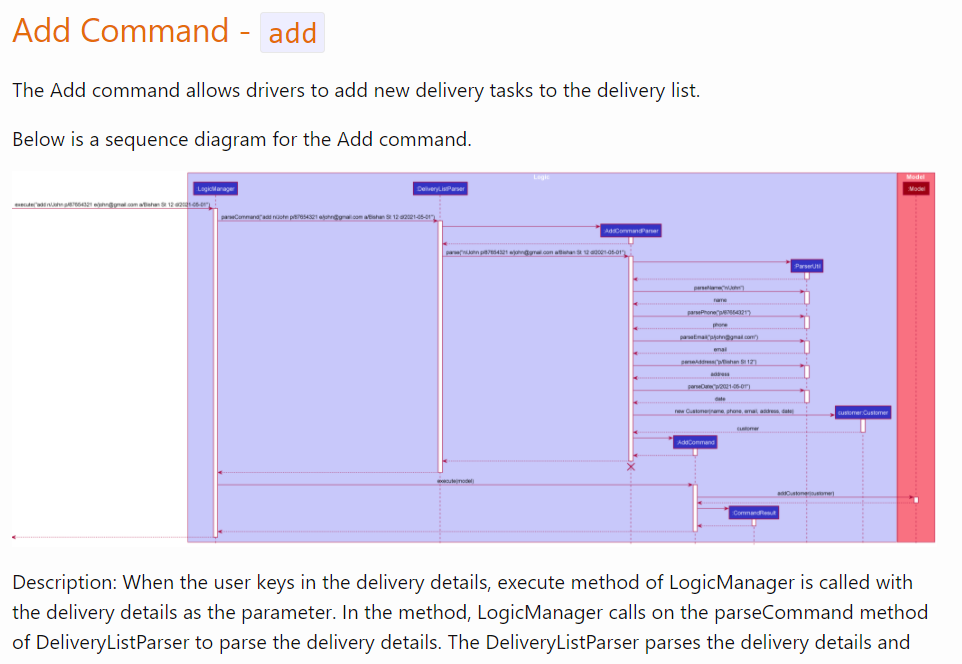 Add Command - add
The Add command allows drivers to add new delivery tasks to the delivery list.
Below is a sequence diagram for the Add command.
Logic
Model
LogicManager
:DeliveryListParser
:Model
execute("add n/John p/87654321 e/john@gmail.com a/Bishan St 12 d/2021-05-01")
parseCommand("add n/John p/87654321 e/john@gmail.com a/Bishan St 12 d/2021-05-01")
:AddCommandParser
parse("n/John p/87654321 e/john@gmail.com a/Bishan St 12 d/2021-05-01")
:ParserUtil
parseName("n/John")
name
parsePhone("p/87654321")
phone
parseEmail("p/john@gmail.com")
email
parseAddress("p/Bishan St 12")
address
parseDate("p/2021-05-01")
date
new Customer(name, phone, email, address, date)
customer:Customer
customer
:AddCommand
execute(model)
addCustomer(customer)
:CommandResult
Description: When the user keys in the delivery details, execute method of LogicManager is called with
the delivery details as the parameter. In the method, LogicManager calls on the parseCommand method
of DeliveryListParser to parse the delivery details. The DeliveryListParser parses the delivery details and